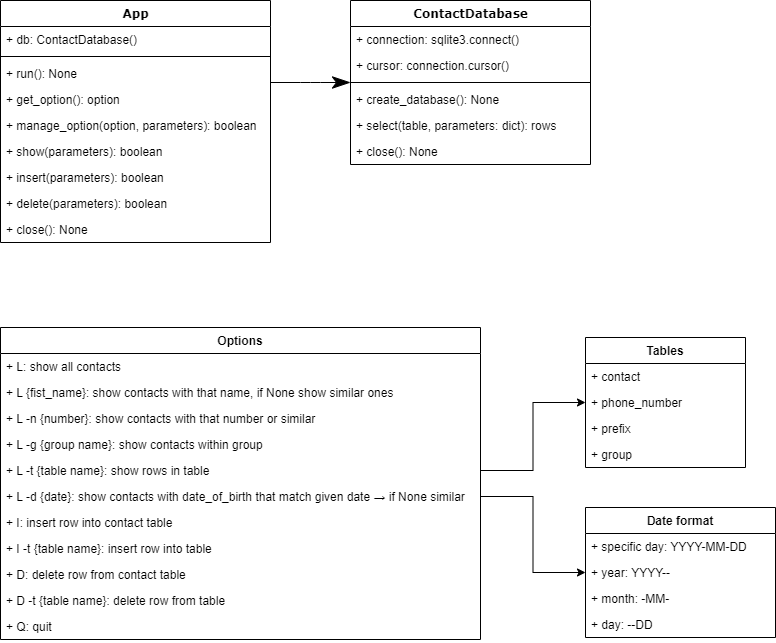 App
+ db: ContactDatabase()
+ run(): None
+ get_option(): option
+ manage_option(option, parameters): boolean
+ show(parameters): boolean
+ insert(parameters): boolean
+ delete(parameters): boolean
+ close(): None
ContactDatabase
+ connection: sqlite3.connect()
+ cursor: connection.cursor()
+ create_database(): None
+ select(table, parameters: dict): rows
+ close(): None
Options
+ L: show all contacts
+ L {fist_name}: show contacts with that name, if None show similar ones
+ L -n {number}: show contacts with that number or similar
+ L -g {group name}: show contacts within group
+ L -t {table name}: show rows in table
+ L -d {date}: show contacts with date_of_birth that match given date → if None similar
+ I: insert row into contact table
+ I -t {table name}: insert row into table
+ D: delete row from contact table
+ D -t {table name}: delete row from table
+ Q: quit
Tables
+ contact
+ phone_number
+ prefix
+ group
Date format
+ specific day: YYYY-MM-DD
+ year: YYYY--
+ month: -MM-
+ day: --DD